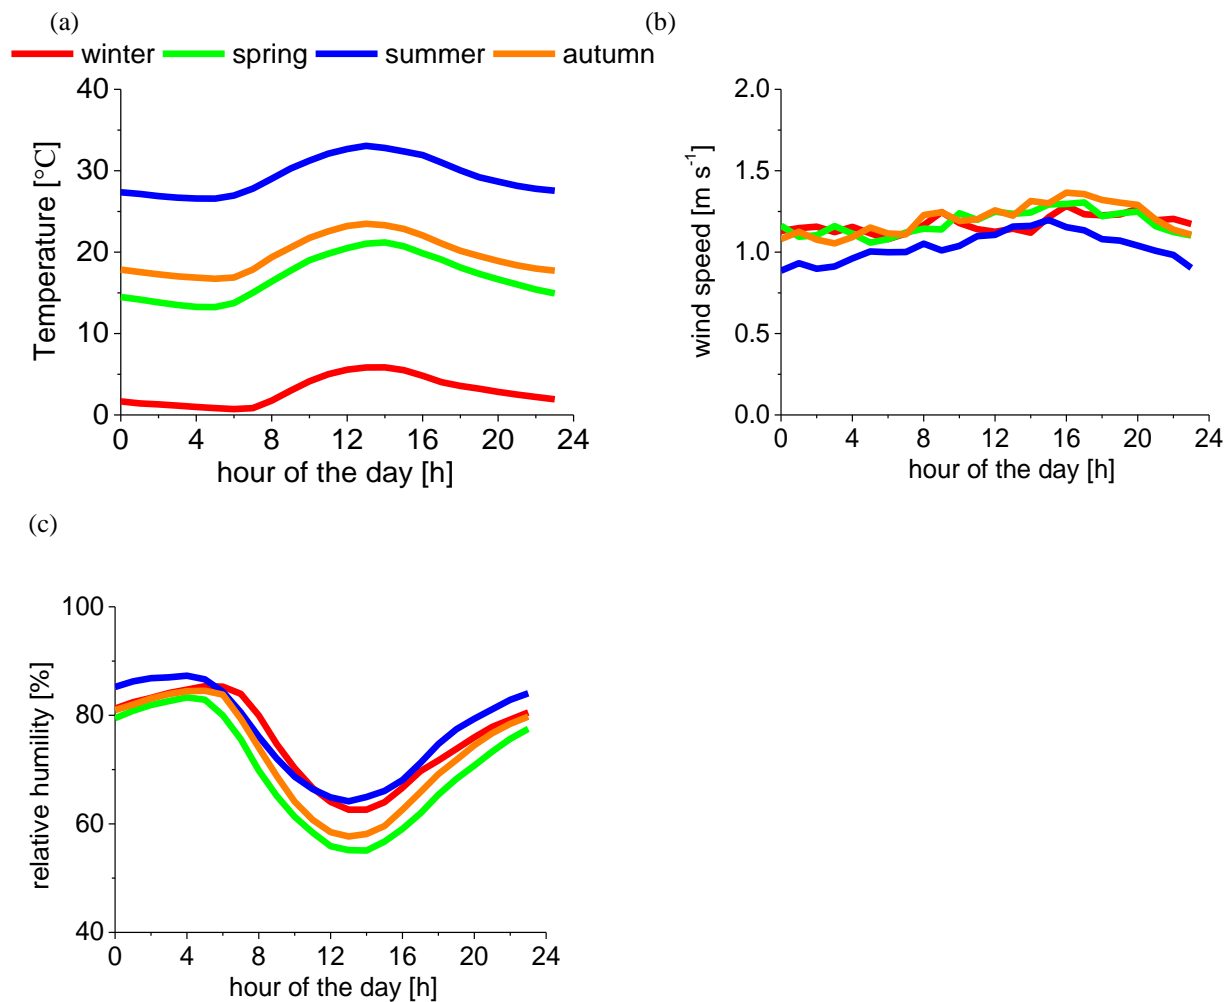 (a)
(b)
winter spring summer autumn
40
30
20
10
0
Temperature [°C]
0 4 8 12 16 20 24
hour of the day [h]
2.0
1.5
1.0
0.5
0.0
wind speed [m s-1]
0 4 8 12 16 20 24
hour of the day [h]
(c)
100
80
60
40
relative humility [%]
0 4 8 12 16 20 24
hour of the day [h]